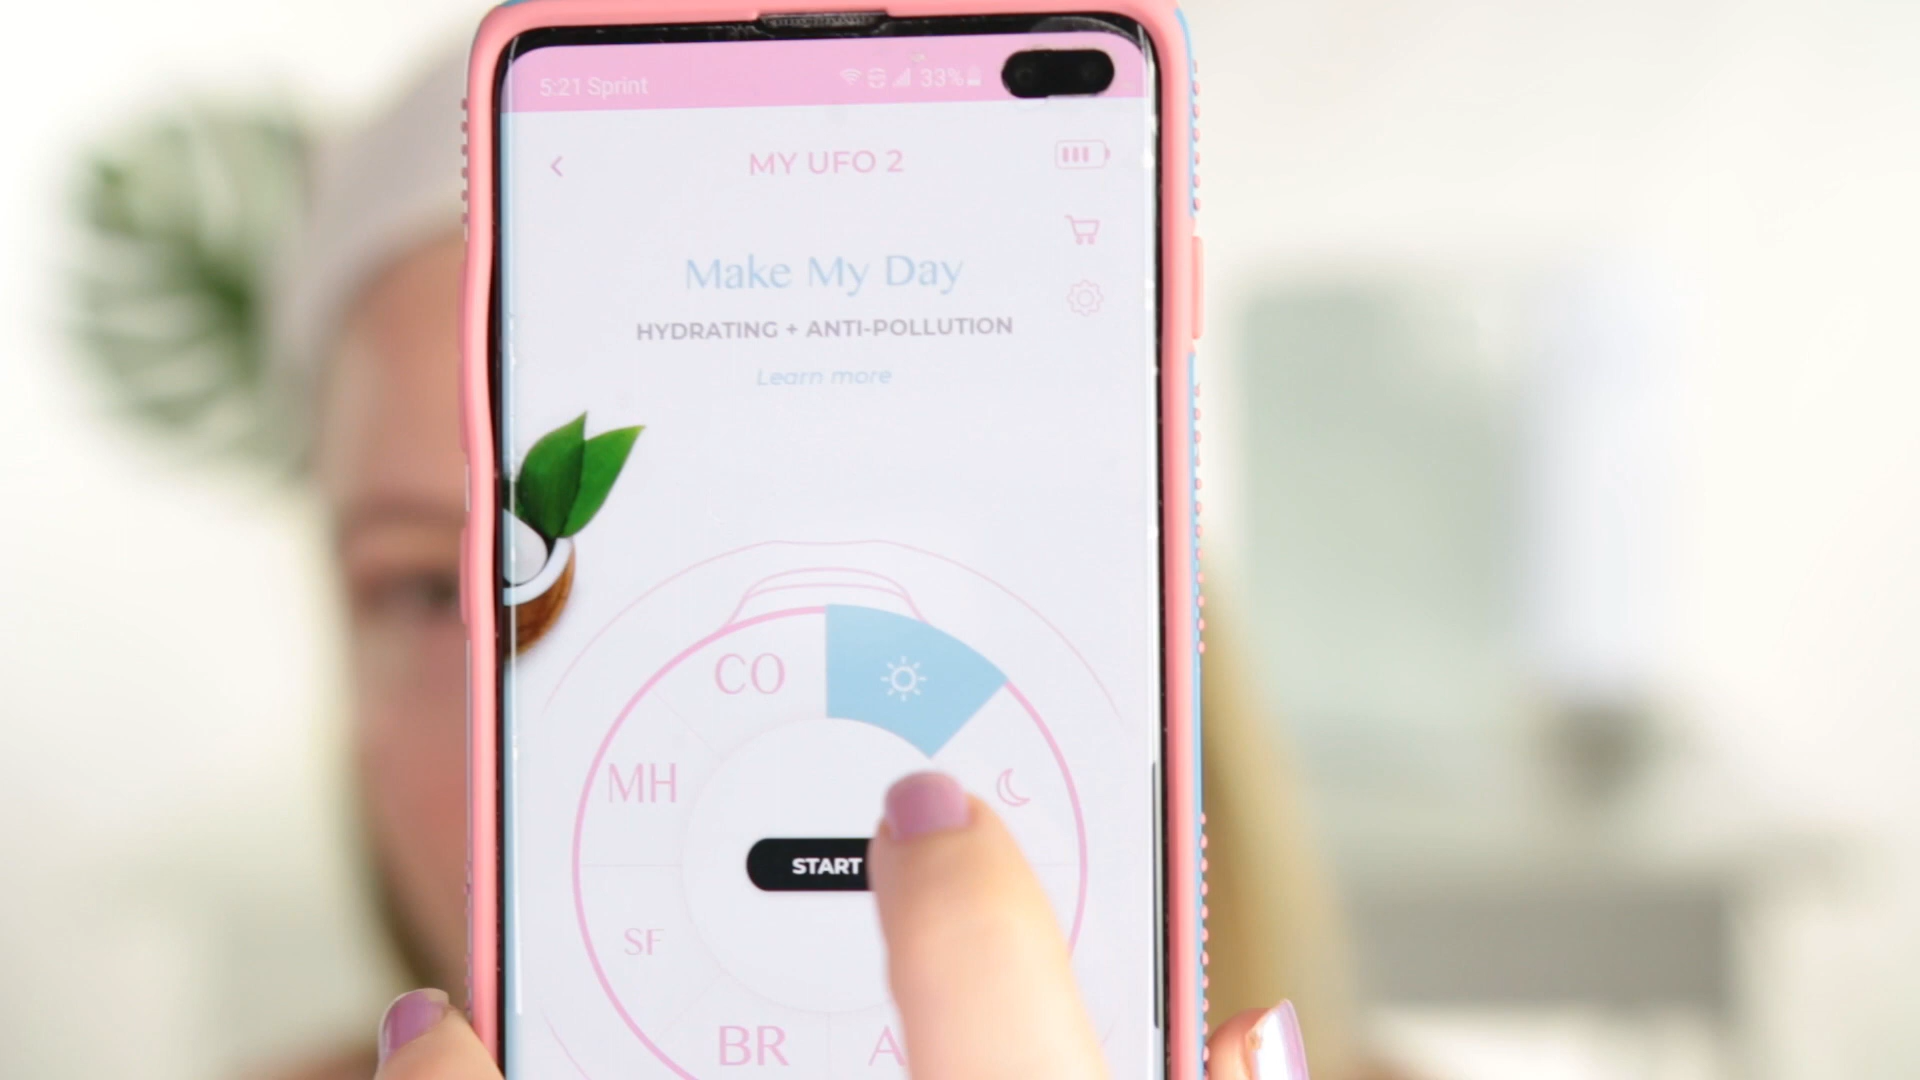 5:21 Sprint 33%
MY UFO 2
Make My Day
HYDRATING + ANTI-POLLUTION
Learn more
CO
MH
START
SF
BR
A